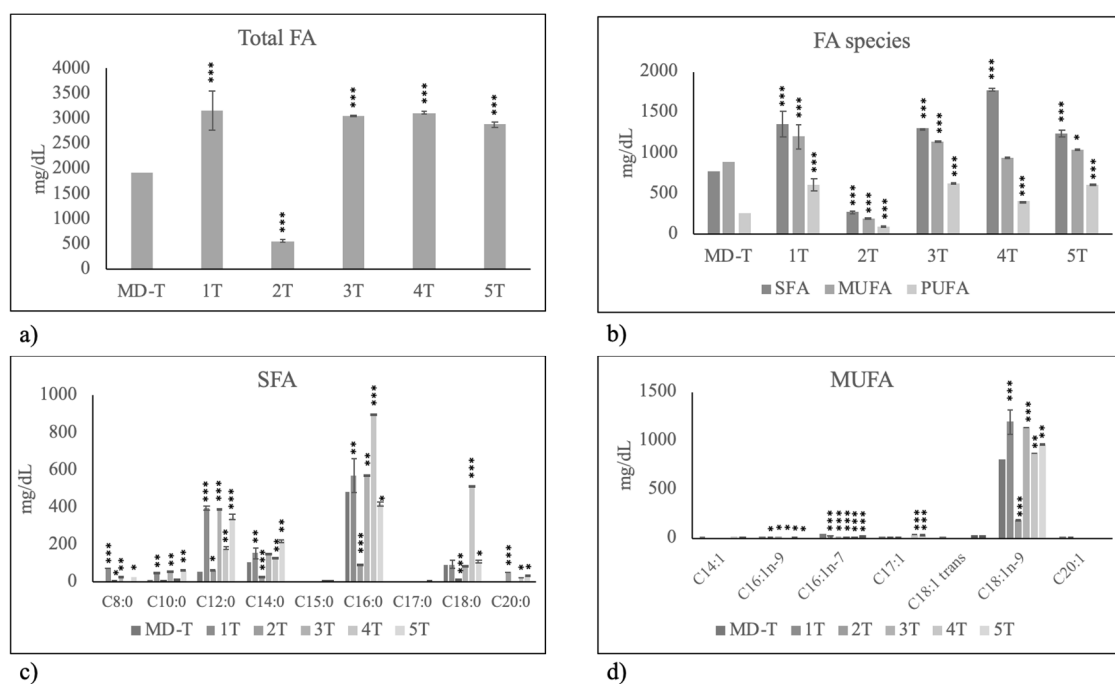 Total FA
mg/dL
4000
3500
3000
2500
2000
1500
1000
500
0
***
***
***
***
***
MD-T 1T 2T 3T 4T 5T
a)
FA species
mg/dL
2000
1500
1000
500
0
*** *** ***
*** *** ***
*** *** ***
*** ***
*** * ***
MD-T 1T 2T 3T 4T 5T
SFA MUFA PUFA
b)
SFA
mg/dL
1000
800
600
400
200
0
C8:0 C10:0 C12:0 C14:0 C15:0 C16:0 C17:0 C18:0 C20:0
MD-T 1T 2T 3T 4T 5T
c)
MUFA
mg/dL
1500
1000
500
0
C14:1 C16:1n-9 C16:1n-7 C17:1 C18:1 trans C18:1n-9 C20:1
MD-T 1T 2T 3T 4T 5T
d)